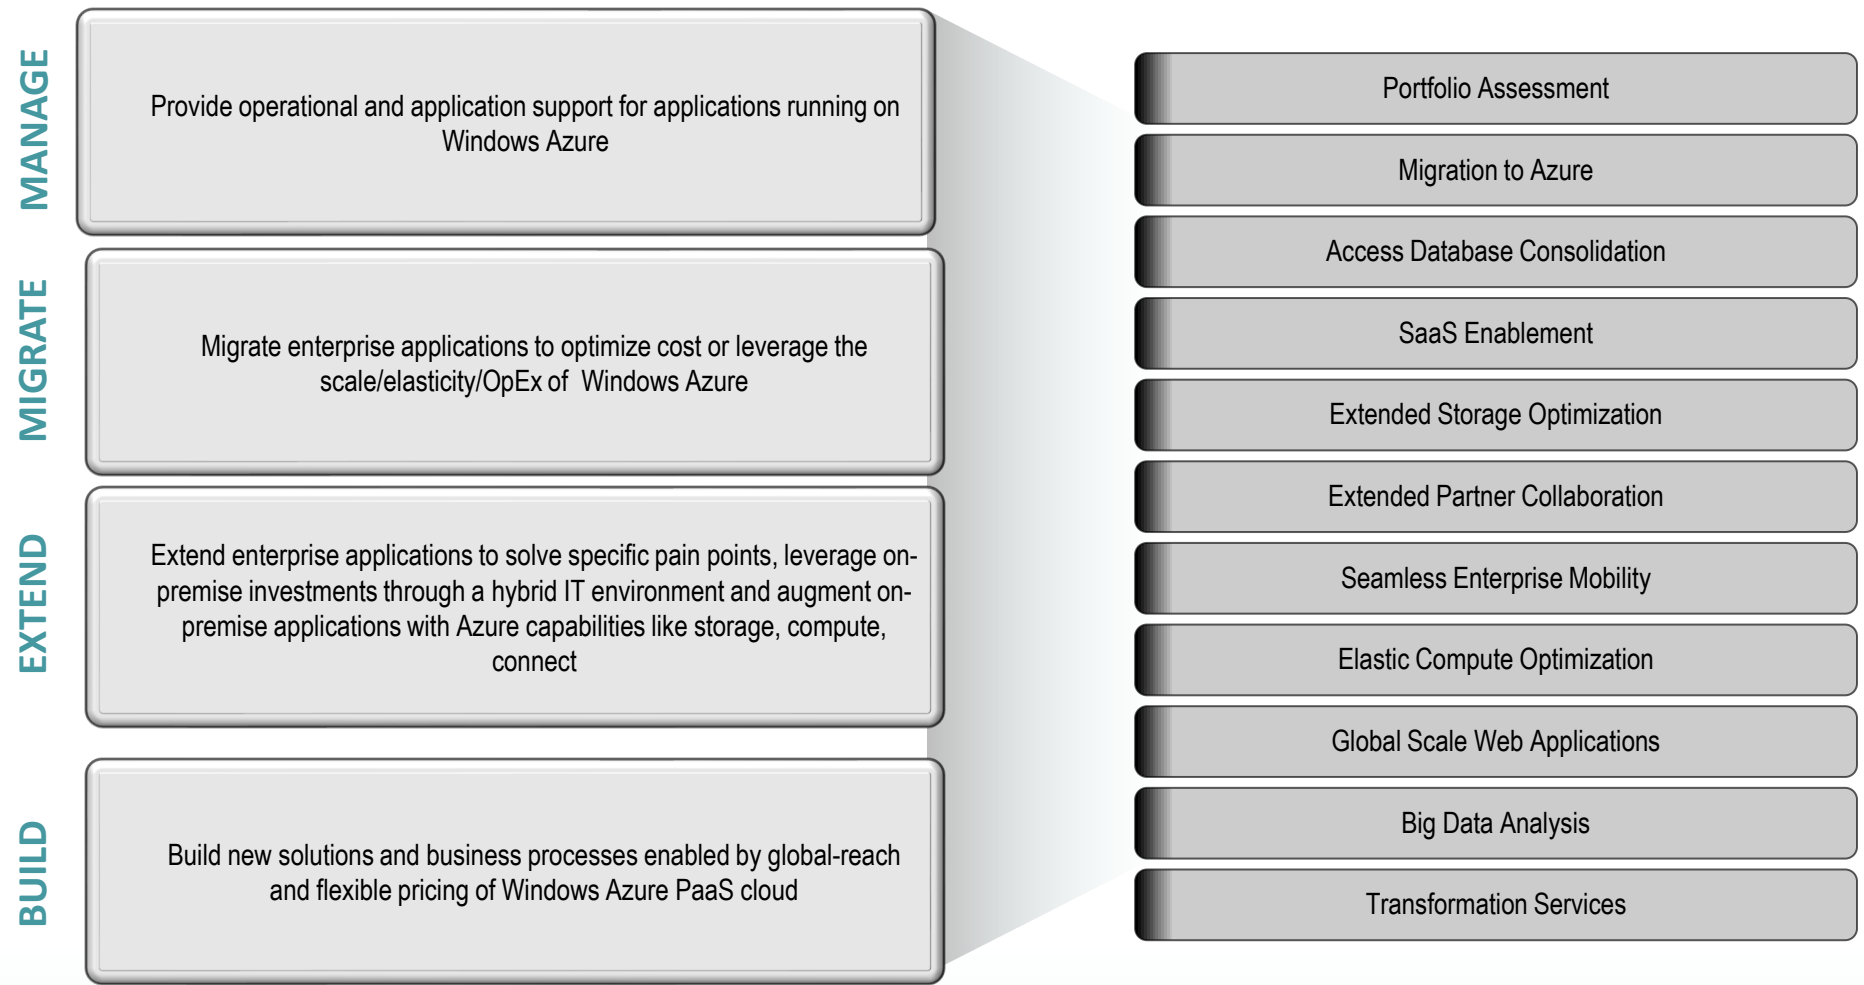 MANAGE
Provide operational and application support for applications running on
Windows Azure
MIGRATE
Migrate enterprise applications to optimize cost or leverage the
scale/elasticity/OpEx of  Windows Azure
EXTEND
Extend enterprise applications to solve specific pain points, leverage on-
premise investments through a hybrid IT environment and augment on-
premise applications with Azure capabilities like storage, compute,
connect
BUILD
Build new solutions and business processes enabled by global-reach
and flexible pricing of Windows Azure PaaS cloud
Portfolio Assessment
Migration to Azure
Access Database Consolidation
SaaS Enablement
Extended Storage Optimization
Extended Partner Collaboration
Seamless Enterprise Mobility
Elastic Compute Optimization
Global Scale Web Applications
Big Data Analysis
Transformation Services